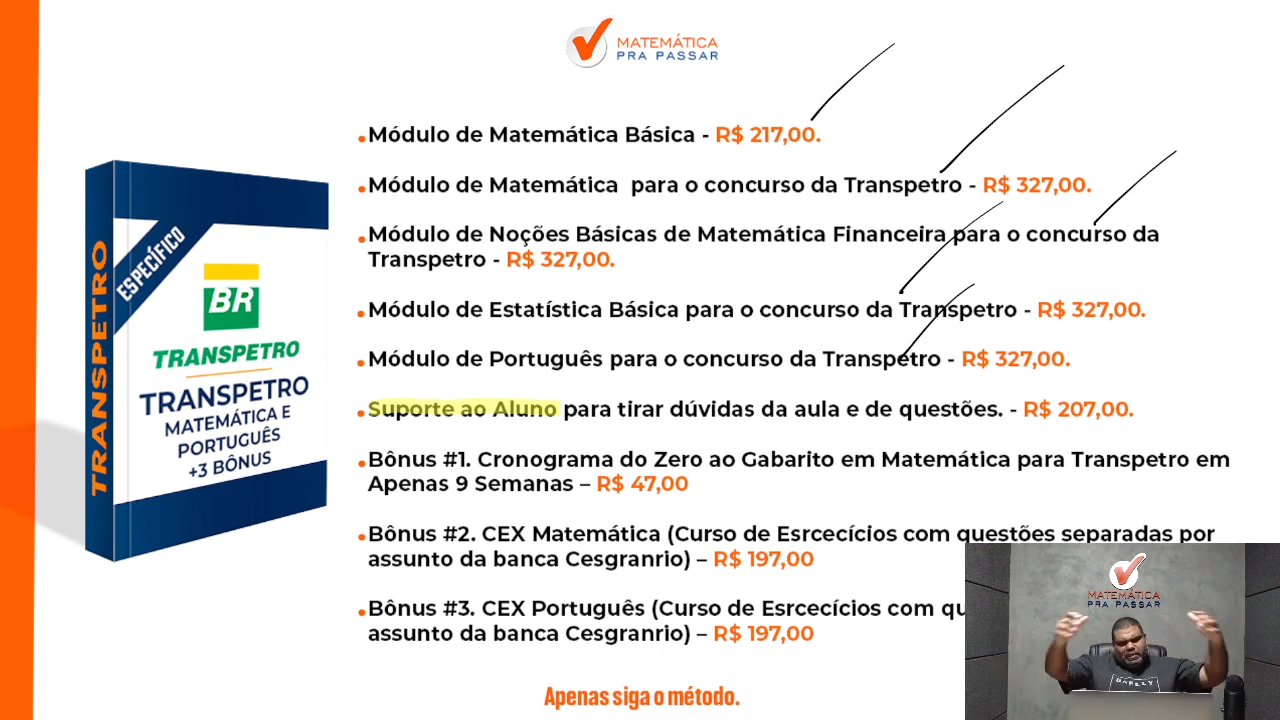 MATEMÁTICA
PRA PASSAR
•Módulo de Matemática Básica - R$ 217,00.
•Módulo de Matemática para o concurso da Transpetro - R$ 327,00.
•Módulo de Noções Básicas de Matemática Financeira para o concurso da
Transpetro - R$ 327,00.
•Módulo de Estatística Básica para o concurso da Transpetro - R$ 327,00.
•Módulo de Português para o concurso da Transpetro - R$ 327,00.
•Suporte ao Aluno para tirar dúvidas da aula e de questões. - R$ 207,00.
•Bônus #1. Cronograma do Zero ao Gabarito em Matemática para Transpetro em
Apenas 9 Semanas – R$ 47,00
•Bônus #2. CEX Matemática (Curso de Esrcecícios com questões separadas por
assunto da banca Cesgranrio) – R$ 197,00
•Bônus #3. CEX Português (Curso de Esrcecícios com qu
assunto da banca Cesgranrio) – R$ 197,00
Apenas siga o método.
TRANSPETRO
ESPECÍFICO
BR
TRANSPETRO
TRANSPETRO
MATEMÁTICA E
PORTUGUÊS
+3 BÔNUS
MATEMÁTICA
PRA PASSAR